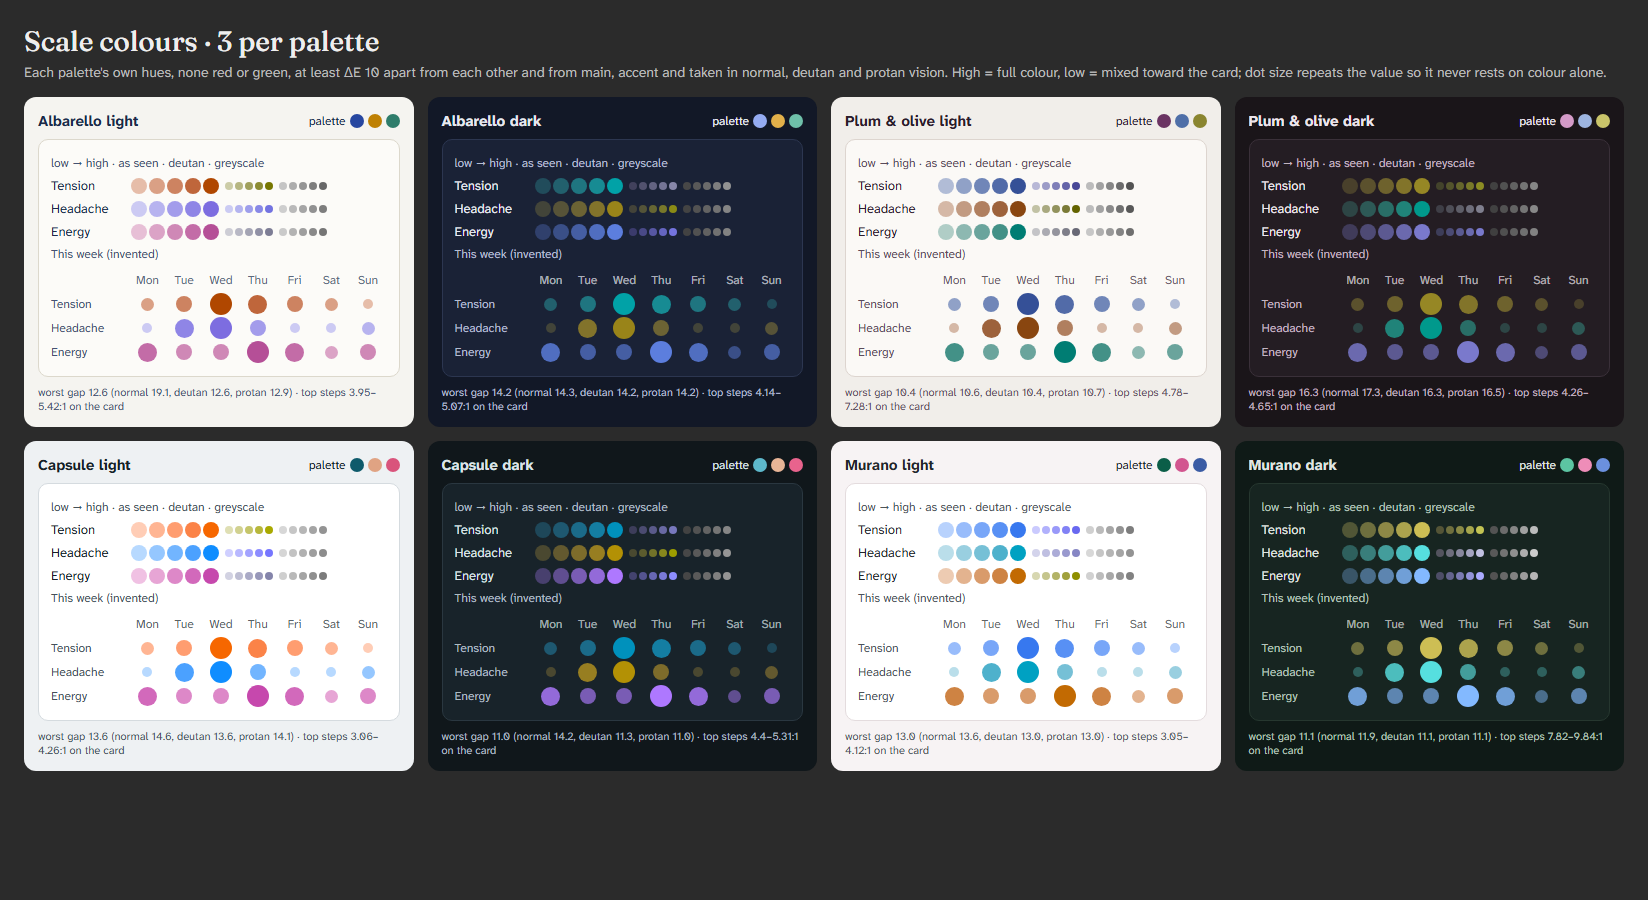 Scale colours · 3 per palette
Each palette's own hues, none red or green, at least ΔE 10 apart from each other and from main, accent and taken in normal, deutan and protan vision. High = full colour, low = mixed toward the card; dot size repeats the value so it never rests on colour alone.
Albarello light
palette
low → high · as seen · deutan · greyscale
Tension
Headache
Energy
This week (invented)
Mon Tue Wed Thu Fri Sat Sun
Tension
Headache
Energy
worst gap 12.6 (normal 19.1, deutan 12.6, protan 12.9) · top steps 3.95–
5.42:1 on the card
Albarello dark
palette
low → high · as seen · deutan · greyscale
Tension
Headache
Energy
This week (invented)
Mon Tue Wed Thu Fri Sat Sun
Tension
Headache
Energy
worst gap 14.2 (normal 14.3, deutan 14.2, protan 14.2) · top steps 4.14–
5.07:1 on the card
Plum & olive light
palette
low → high · as seen · deutan · greyscale
Tension
Headache
Energy
This week (invented)
Mon Tue Wed Thu Fri Sat Sun
Tension
Headache
Energy
worst gap 10.4 (normal 10.6, deutan 10.4, protan 10.7) · top steps 4.78–
7.28:1 on the card
Plum & olive dark
palette
low → high · as seen · deutan · greyscale
Tension
Headache
Energy
This week (invented)
Mon Tue Wed Thu Fri Sat Sun
Tension
Headache
Energy
worst gap 16.3 (normal 17.3, deutan 16.3, protan 16.5) · top steps 4.26–
4.65:1 on the card
Capsule light
palette
low → high · as seen · deutan · greyscale
Tension
Headache
Energy
This week (invented)
Mon Tue Wed Thu Fri Sat Sun
Tension
Headache
Energy
worst gap 13.6 (normal 14.6, deutan 13.6, protan 14.1) · top steps 3.06–
4.26:1 on the card
Capsule dark
palette
low → high · as seen · deutan · greyscale
Tension
Headache
Energy
This week (invented)
Mon Tue Wed Thu Fri Sat Sun
Tension
Headache
Energy
worst gap 11.0 (normal 14.2, deutan 11.3, protan 11.0) · top steps 4.4–5.31:1
on the card
Murano light
palette
low → high · as seen · deutan · greyscale
Tension
Headache
Energy
This week (invented)
Mon Tue Wed Thu Fri Sat Sun
Tension
Headache
Energy
worst gap 13.0 (normal 13.6, deutan 13.0, protan 13.0) · top steps 3.05–
4.12:1 on the card
Murano dark
palette
low → high · as seen · deutan · greyscale
Tension
Headache
Energy
This week (invented)
Mon Tue Wed Thu Fri Sat Sun
Tension
Headache
Energy
worst gap 11.1 (normal 11.9, deutan 11.1, protan 11.1) · top steps 7.82–9.84:1
on the card